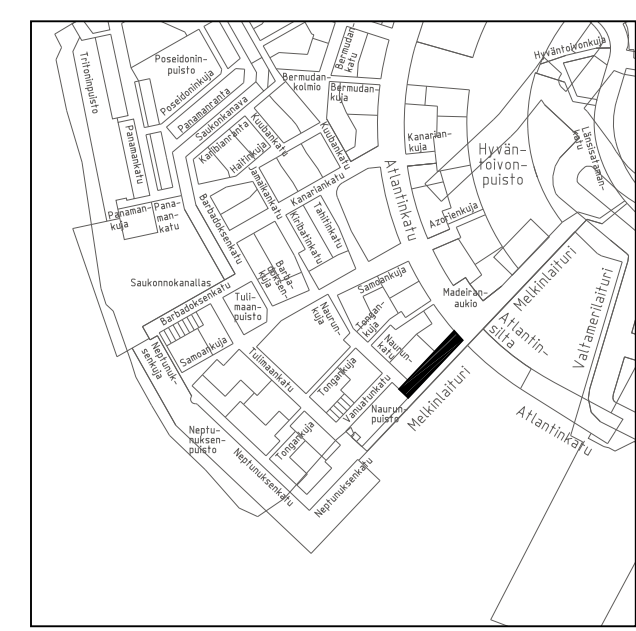 Tritoninpuisto
Poseidonin-
puisto
Poseidoninkuja
Panamanranta
Saukonkanava
Panamankatu
Bermudan-
katu
Bermudan-
kolmio
Bermudan-
kuja
Hyväntoivonkuja
Länsisataman-
katu
Karibianranta
Haitinkuja
Kuubankatu
Kuubankatu
Kanarian-
kuja
Hyvän-
toivon-
puisto
Jamaikankatu
Kanariankatu
Atlantinkatu
Panaman-
kuja
Pana-
man-
katu
Barbadoksenkatu
Kiribatinkatu
Tahitinkatu
Azorienkuja
Saukonnokanallas
Barba-
doksen-
kuja
Samoankuja
Madeiran-
aukio
Melkinlaituri
Valtamerilaituri
Barbadoksenkatu
Tuli-
maan-
puisto
Naurun-
kuja
Tongan-
kuja
Naurun-
katu
Atlantin-
silta
Neptunuk-
senkuja
Samoankuja
Tulimaankatu
Tongankuja
Vanuatunkatu
Naurun-
puisto
Melkinlaituri
Atlantinkatu
Neptu-
nuksen-
puisto
Tongankuja
Neptunuksenkatu
Neptunuksenkatu